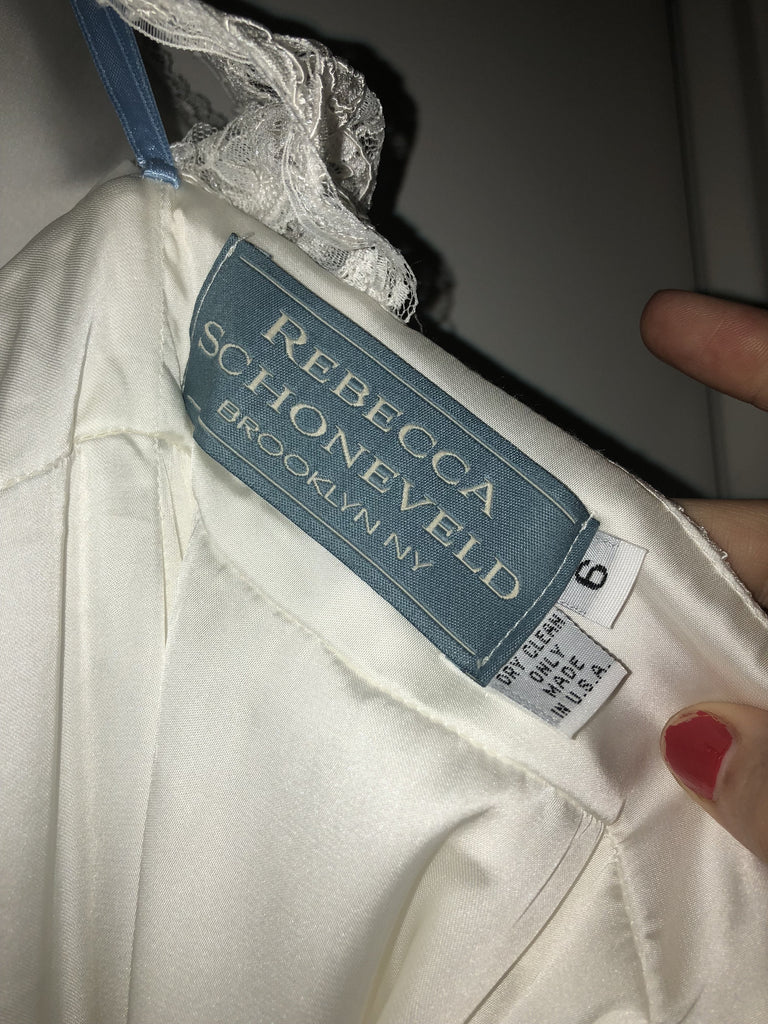 REBECCA
SCHONEVELD
BROOKLYN NY
6
DRY CLEAN
ONLY
MADE
IN U.S.A.